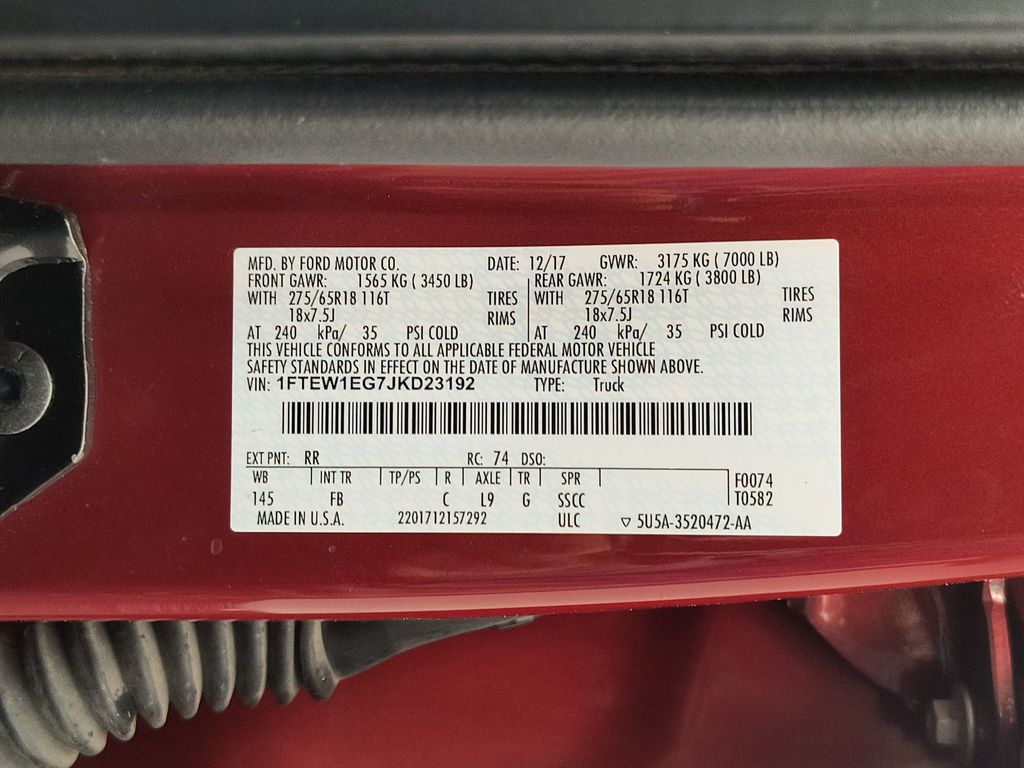 MFD. BY FORD MOTOR CO. DATE: 12/17 GVWR: 3175 KG ( 7000 LB)
FRONT GAWR: 1565 KG ( 3450 LB) REAR GAWR: 1724 KG ( 3800 LB)
WITH 275/65R18 116T TIRES WITH 275/65R18 116T TIRES
18x7.5J RIMS 18x7.5J RIMS
AT 240 kPa/ 35 PSI COLD AT 240 kPa/ 35 PSI COLD
THIS VEHICLE CONFORMS TO ALL APPLICABLE FEDERAL MOTOR VEHICLE
SAFETY STANDARDS IN EFFECT ON THE DATE OF MANUFACTURE SHOWN ABOVE.
VIN: 1FTEW1EG7JKD23192 TYPE: Truck
EXT PNT: RR RC: 74 DSO:
WB INT TR TP/PS R AXLE TR SPR F0074
145 FB C L9 G SSCC T0582
MADE IN U.S.A. 2201712157292 ULC ▽ 5U5A-3520472-AA